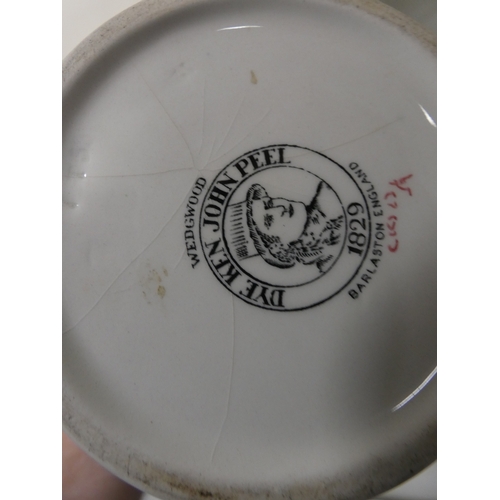 WEDGWOOD
DYE KEN JOHN PEEL
1829
BARLASTON ENGLAND